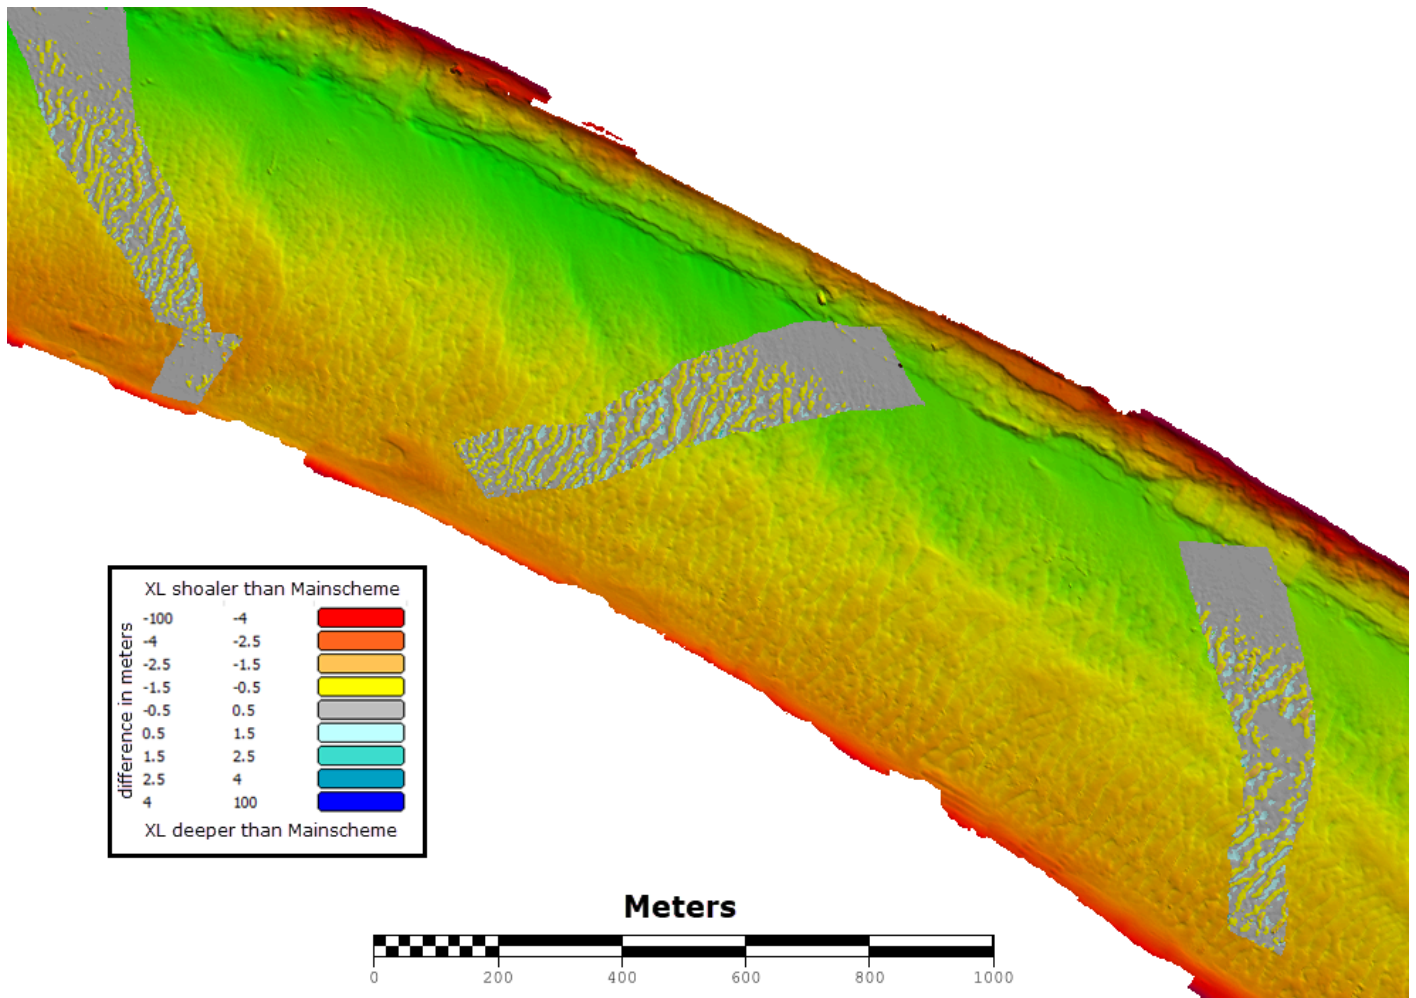 XL shoaler than Mainscheme
difference in meters
-100 -4
-4 -2.5
-2.5 -1.5
-1.5 -0.5
-0.5 0.5
0.5 1.5
1.5 2.5
2.5 4
4 100
XL deeper than Mainscheme
Meters
0 200 400 600 800 1000